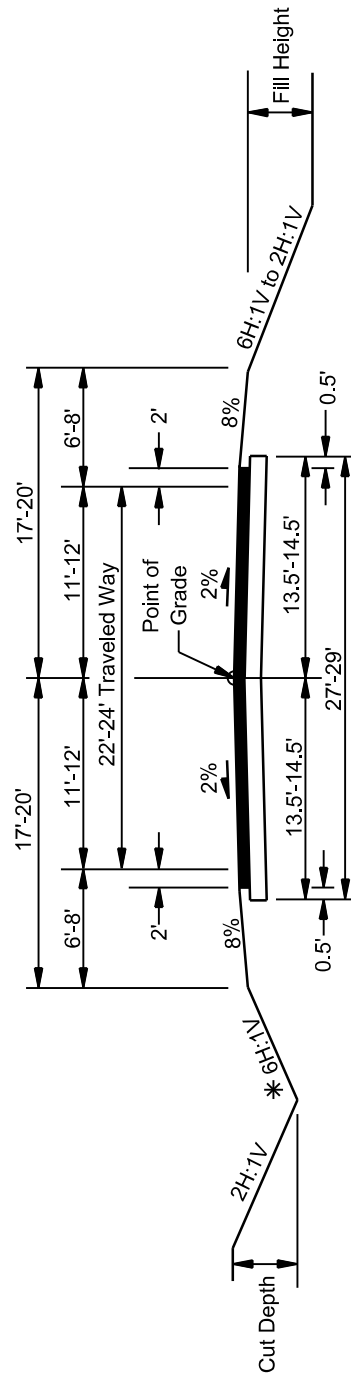 17'-20'
17'-20'
6'-8'
11'-12'
11'-12'
6'-8'
22'-24' Traveled Way
2'
2'
Point of
Grade
8%
2%
2%
8%
2H:1V
* 6H:1V
6H:1V to 2H:1V
Cut Depth
Fill Height
0.5'
13.5'-14.5'
13.5'-14.5'
0.5'
27'-29'